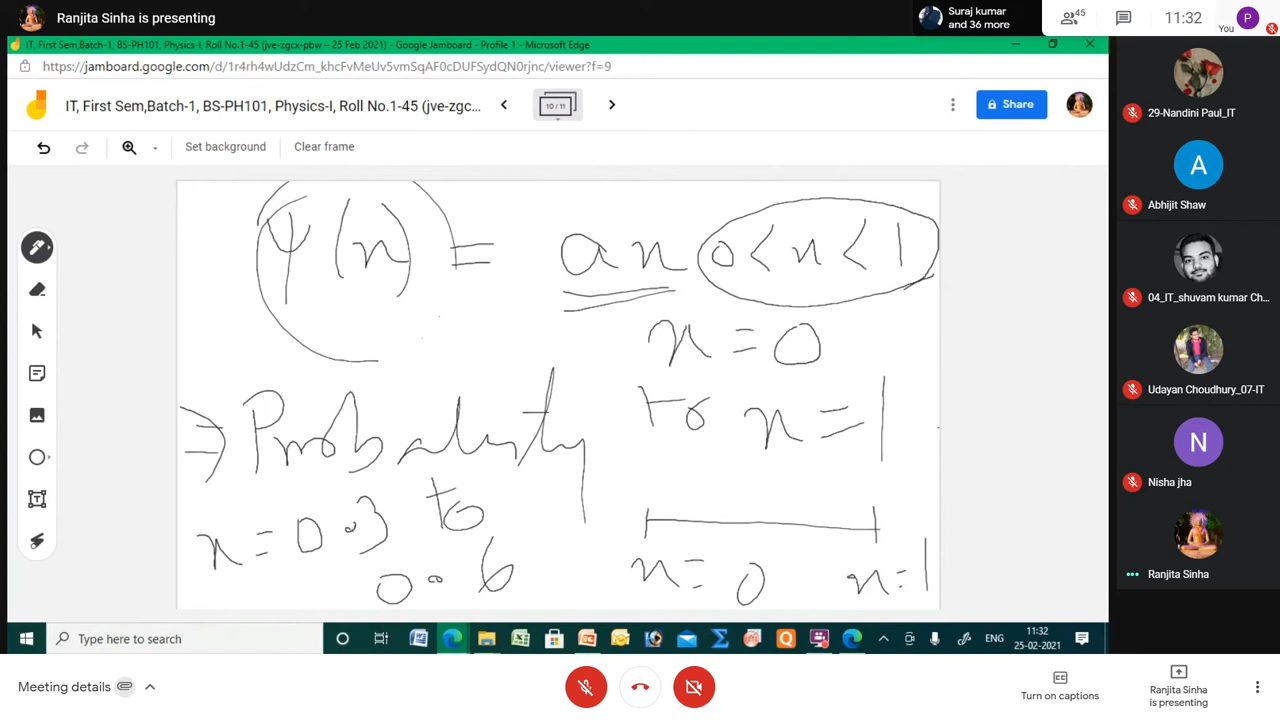 Ranjita Sinha is presenting
Suraj kumar
and 36 more
45
11:32
You
P
IT, First Sem,Batch-1, BS-PH101, Physics-I, Roll No.1-45 (jve-zgcx-pbw – 25 Feb 2021) - Google Jamboard - Profile 1 - Microsoft Edge
https://jamboard.google.com/d/1r4rh4wUdzCm_khcFvMeUv5vmSqAF0cDUFSydQN0rjnc/viewer?f=9
IT, First Sem,Batch-1, BS-PH101, Physics-I, Roll No.1-45 (jve-zgc...
10 / 11
Share
Set background
Clear frame
ψ(x) = ax 0<x<1
x = 0
to x = 1
⇒ Probability
x = 0.3 to
0.6
x = 0 x = 1
29-Nandini Paul_IT
A
Abhijit Shaw
04_IT_shuvam kumar Ch...
Udayan Choudhury_07-IT
N
Nisha jha
Ranjita Sinha
Type here to search
ENG
11:32
25-02-2021
Meeting details
Turn on captions
Ranjita Sinha
is presenting